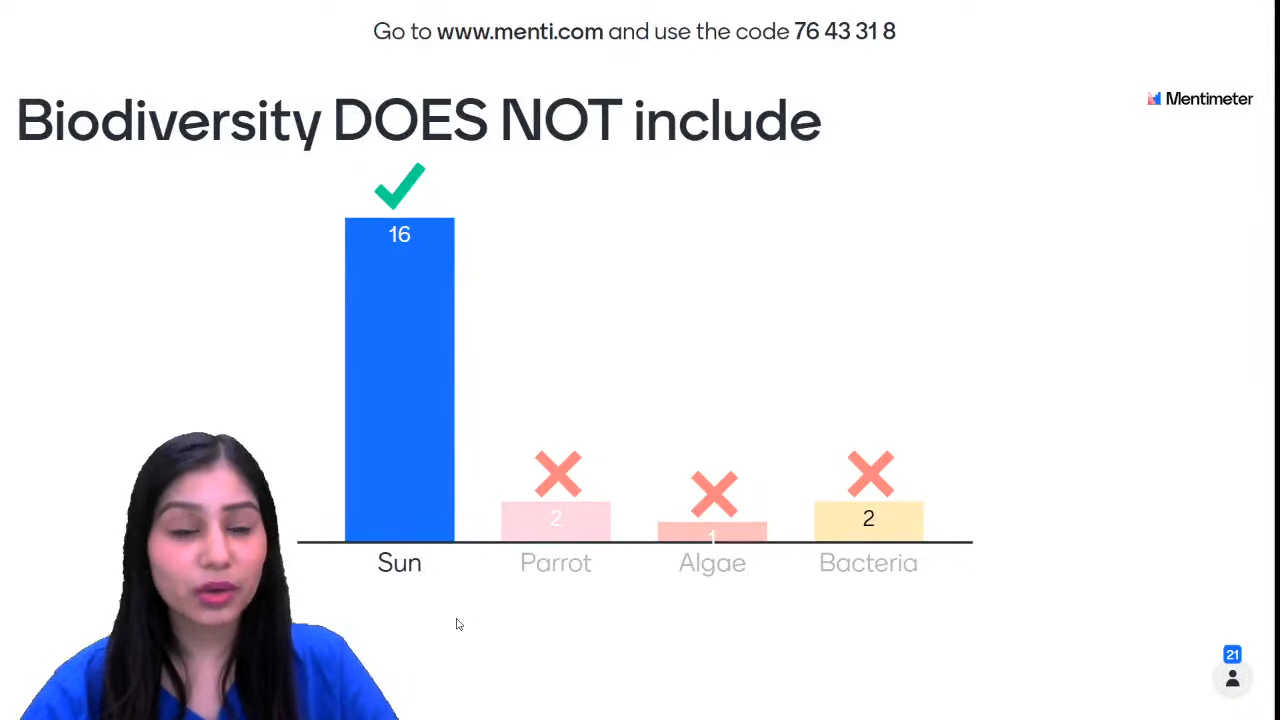 Go to www.menti.com and use the code 76 43 31 8
Mentimeter
Biodiversity DOES NOT include
16
2
1
2
Sun Parrot Algae Bacteria
21